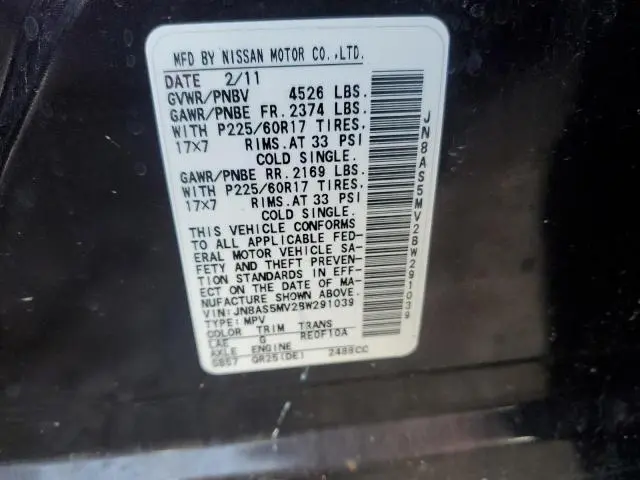 MFD BY NISSAN MOTOR CO.,LTD.
DATE 2/11
GVWR/PNBV 4526 LBS.
GAWR/PNBE FR. 2374 LBS.
WITH P225/60R17 TIRES,
17X7 RIMS.AT 33 PSI
COLD SINGLE.
GAWR/PNBE RR. 2169 LBS.
WITH P225/60R17 TIRES,
17X7 RIMS.AT 33 PSI
COLD SINGLE.
THIS VEHICLE CONFORMS
TO ALL APPLICABLE FED-
ERAL MOTOR VEHICLE SA-
FETY AND THEFT PREVEN-
TION STANDARDS IN EFF-
ECT ON THE DATE OF MA-
NUFACTURE SHOWN ABOVE.
VIN: JN8AS5MV2BW291039
TYPE: MPV
COLOR TRIM TRANS
LAE G RE0F10A
AXLE ENGINE
GB57 QR25(DE) 2488CC
JN8AS5MV2BW291039